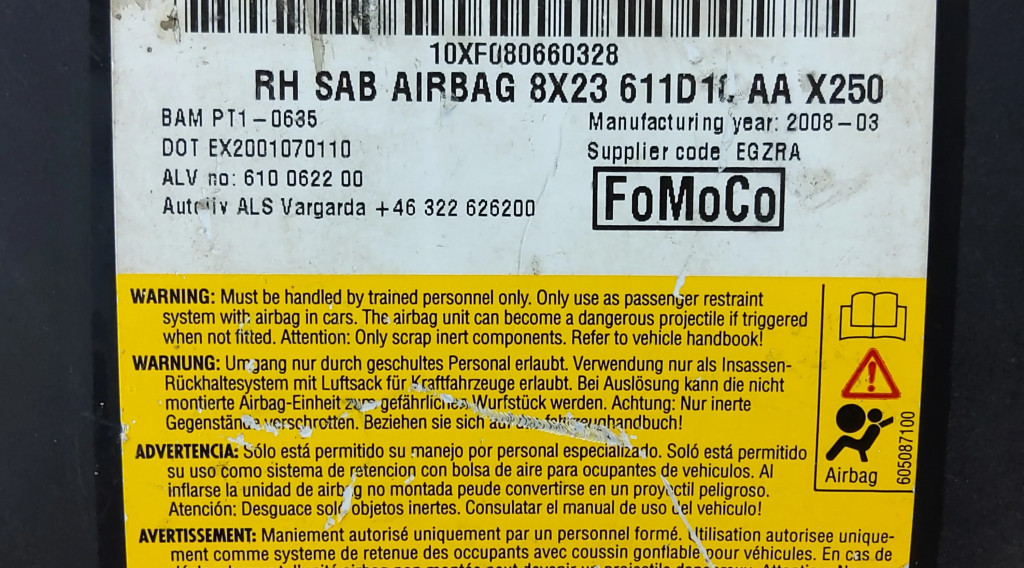 10XF080660328
RH SAB AIRBAG 8X23 AA X250
BAM PT1-0635
DOT EX2001070110
ALV no: 610 0622 00
ALS Vargarda +46 322 626200
Manufacturing year: 2008-03
Supplier code EGZRA
FoMoCo
WARNING: Must be handled by trained personnel only. Only use as passenger restraint
system with airbag in cars. The airbag unit can become a dangerous projectile if triggered
when not fitted. Attention: Only scrap inert components. Refer to vehicle handbook!
WARNUNG: Umgang nur durch geschultes Personal erlaubt. Verwendung nur als Insassen-
Rückhaltesystem mit Luftsack für Kraftfahrzeuge erlaubt. Bei Auslösung kann die nicht
montierte Airbag-Einheit zum gefährlichen Wurfstück werden. Achtung: Nur inerte
Gegenstände verschrotten. Beziehen sie sich auf das
ADVERTENCIA: Sólo está permitido su manejo por personal especializado. Soló está permitido
su uso como sistema de retencion con bolsa de aire para ocupantes de vehiculos. Al
inflarse la unidad de airbag no montada peude convertirse en un proyectil peligroso.
Atención: Desguace solo objetos inertes. Consulatar el manual de uso del vehiculo!
AVERTISSEMENT: Maniement autorisé uniquement par un personnel formé. Utilisation autorisee unique-
ment comme systeme de retenue des occupants avec coussin gonflable pour véhicules. En cas de
Airbag
605087100